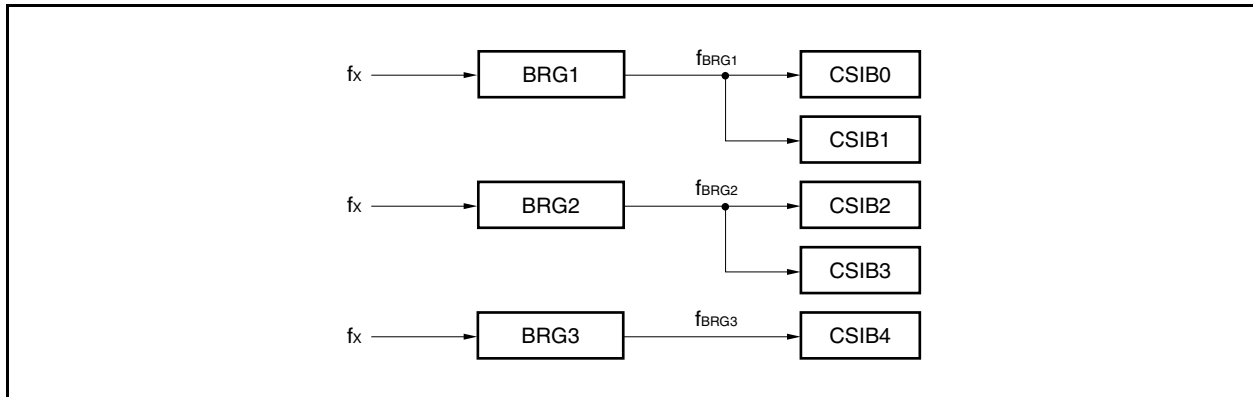 fX BRG1 fBRG1 CSIB0
CSIB1
fX BRG2 fBRG2 CSIB2
CSIB3
fX BRG3 fBRG3 CSIB4